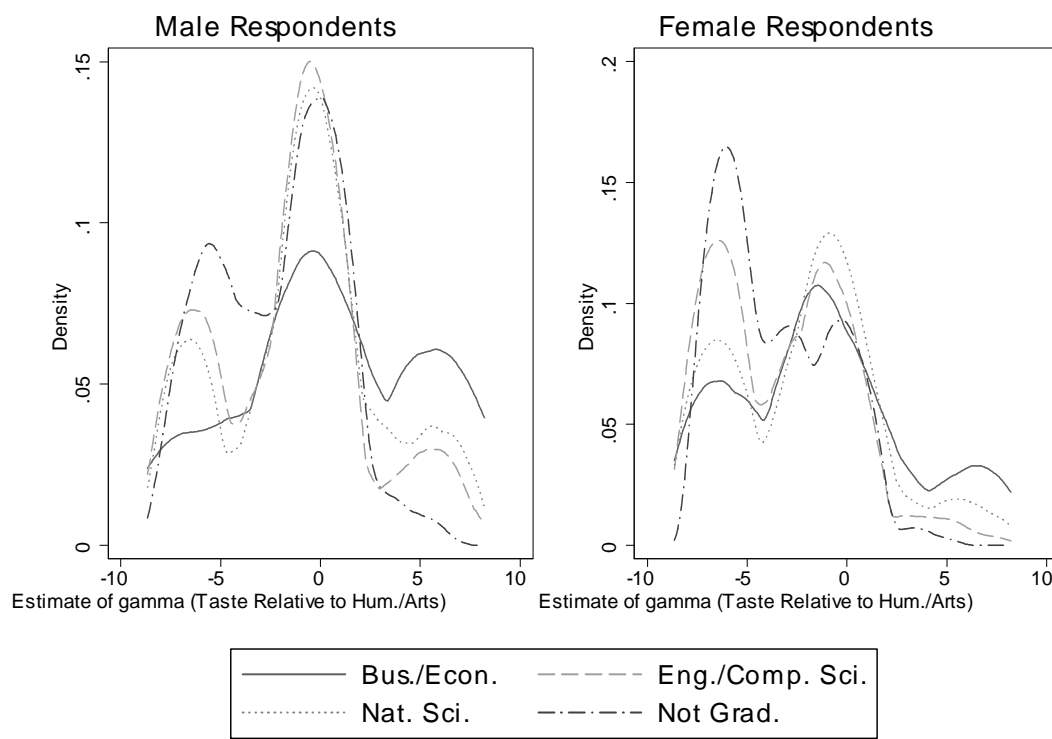 Male Respondents
Density
0
.05
.1
.15
-10 -5 0 5 10
Estimate of gamma (Taste Relative to Hum./Arts)
Female Respondents
Density
0
.05
.1
.15
.2
-10 -5 0 5 10
Estimate of gamma (Taste Relative to Hum./Arts)
Bus./Econ. Eng./Comp. Sci.
Nat. Sci. Not Grad.